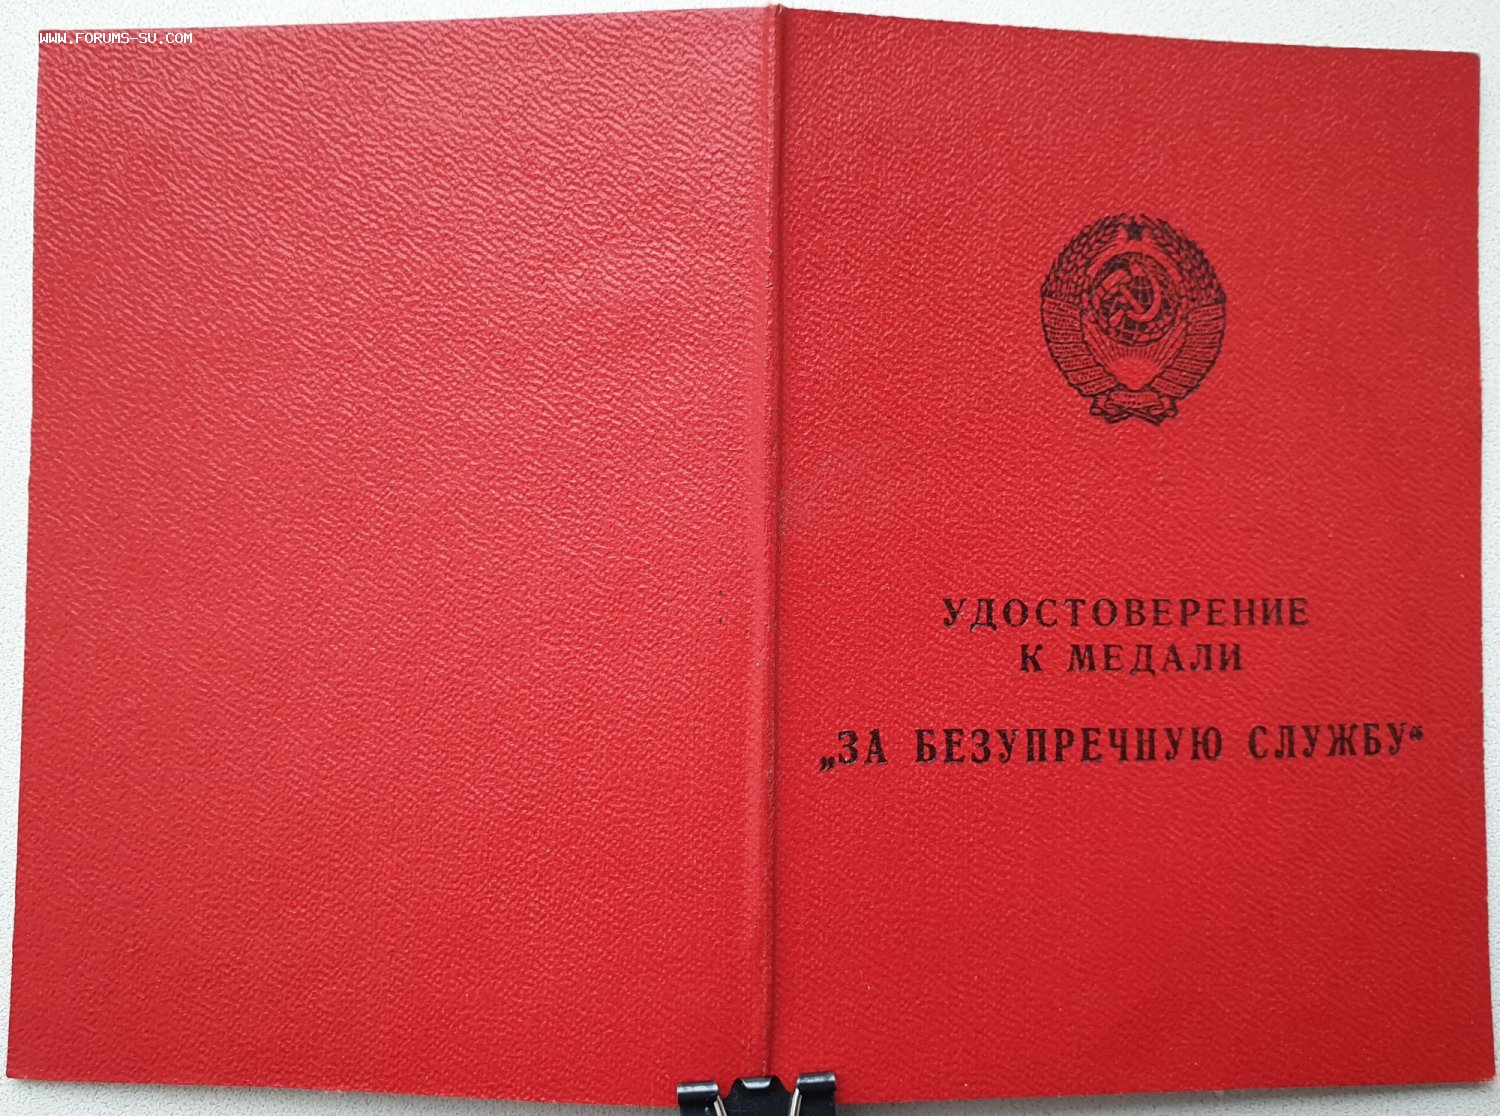 WWW.FORUMS-SU.COM
УДОСТОВЕРЕНИЕ
К МЕДАЛИ
„ЗА БЕЗУПРЕЧНУЮ СЛУЖБУ“